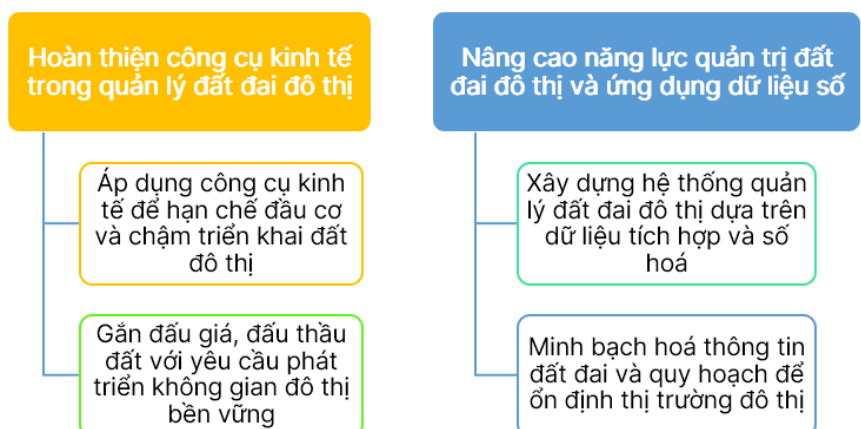 Hoàn thiện công cụ kinh tế
trong quản lý đất đai đô thị
Áp dụng công cụ kinh
tế để hạn chế đầu cơ
và chậm triển khai đất
đô thị
Gắn đấu giá, đấu thầu
đất với yêu cầu phát
triển không gian đô thị
bền vững
Nâng cao năng lực quản trị đất
đai đô thị và ứng dụng dữ liệu số
Xây dựng hệ thống quản
lý đất đai đô thị dựa trên
dữ liệu tích hợp và số
hoá
Minh bạch hoá thông tin
đất đai và quy hoạch để
ổn định thị trường đô thị